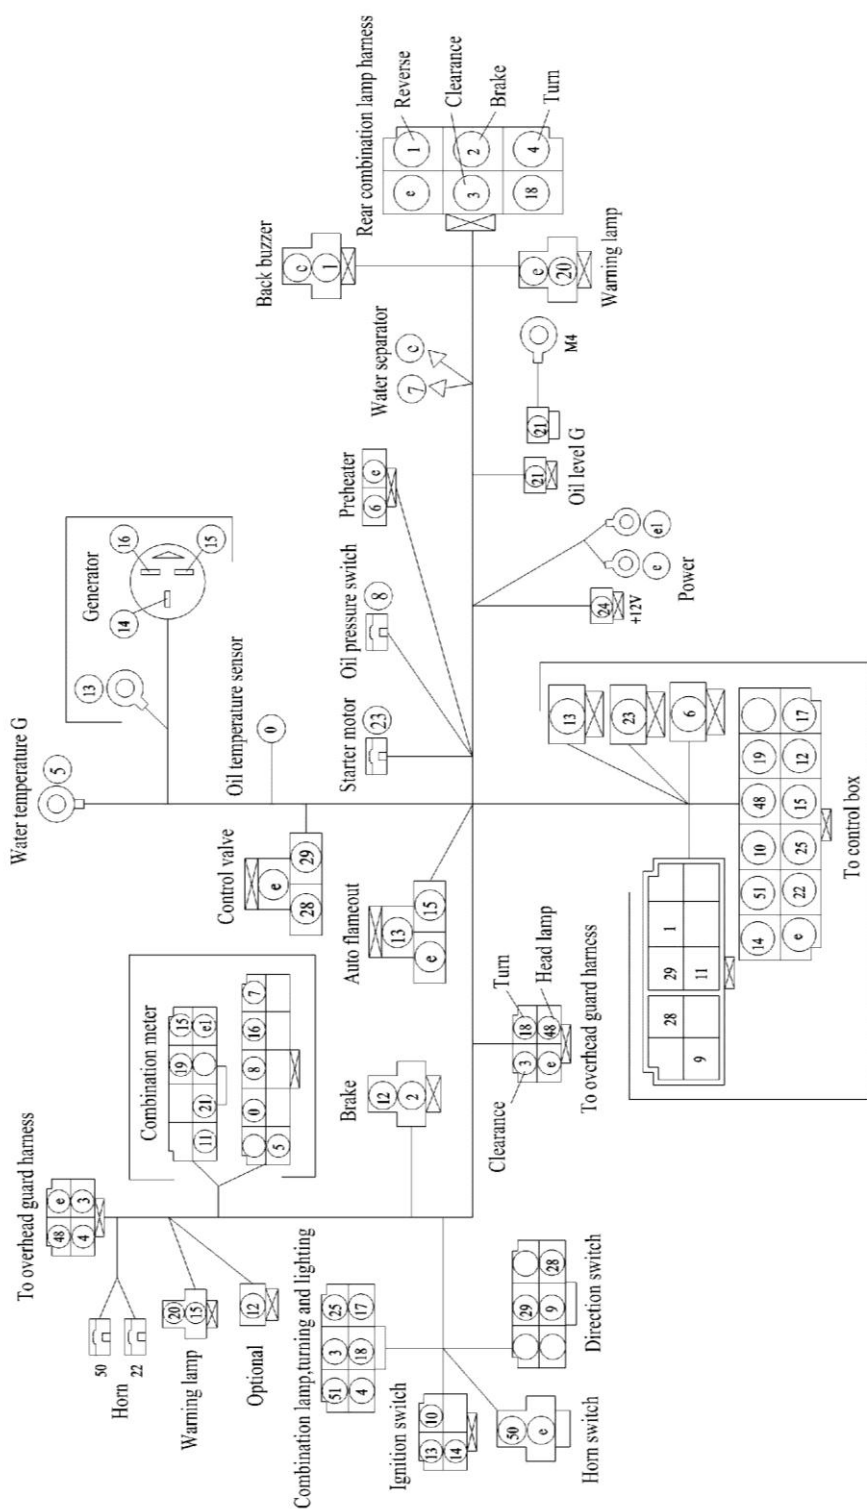 Water temperature G
5
Generator
13
14
16
15
Oil temperature sensor
0
Back buzzer
c
1
Rear combination lamp harness
Reverse
Clearance
Brake
Turn
e
1
3
2
18
4
Warning lamp
e
20
Water separator
7
c
M4
21
21
Oil level G
Preheater
6
e
Oil pressure switch
8
Starter motor
23
Power
e
e1
24
+12V
Control valve
e
28
29
Auto flameout
13
e
15
Combination meter
15
19
e1
21
11
7
16
8
0
5
Brake
12
2
To overhead guard harness
48
e
4
3
50
22
Horn
Warning lamp
20
15
Optional
12
Combination lamp,turning and lighting
51
3
25
4
18
17
Ignition switch
10
13
14
Horn switch
50
e
Direction switch
29
28
9
Clearance
Turn
Head lamp
3
18
e
48
To overhead guard harness
28
29
1
9
11
13
23
6
14
51
10
48
19
e
22
25
15
12
17
To control box